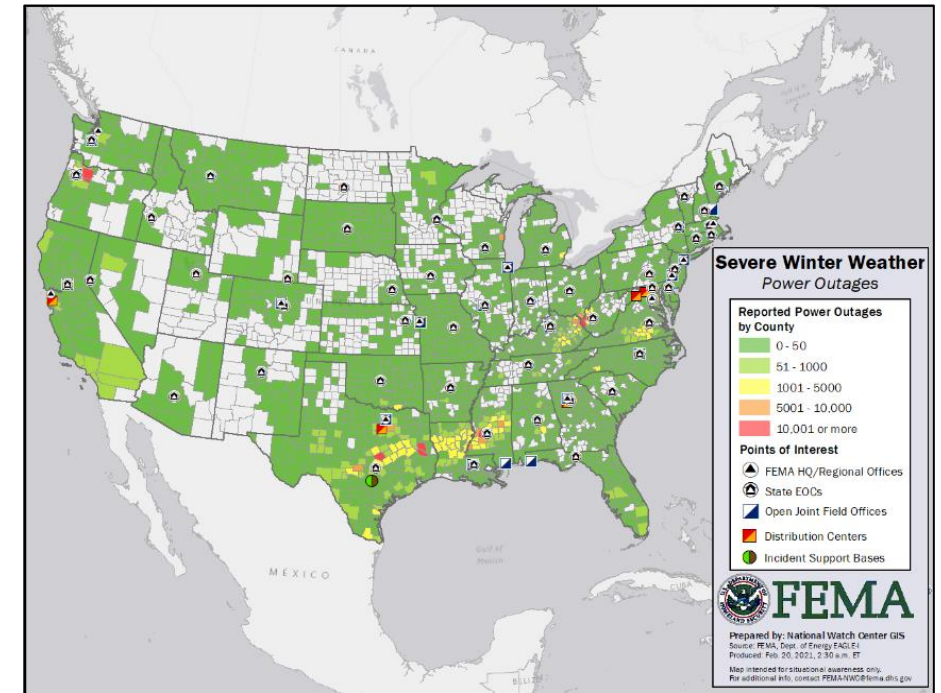 CANADA
Severe Winter Weather
Power Outages
Reported Power Outages
by County
0 - 50
51 - 1000
1001 - 5000
5001 - 10,000
10,001 or more
Points of Interest
FEMA HQ/Regional Offices
State EOCs
Open Joint Field Offices
Distribution Centers
Incident Support Bases
Gulf of
Mexico
MÉXICO
CUBA
FEMA
Prepared by: National Watch Center GIS
Source: FEMA, Dept. of Energy EAGLE-I
Produced: Feb. 20, 2021, 2:30 a.m. ET
Map intended for situational awareness only.
For additional info, contact FEMA-NWC@fema.dhs.gov